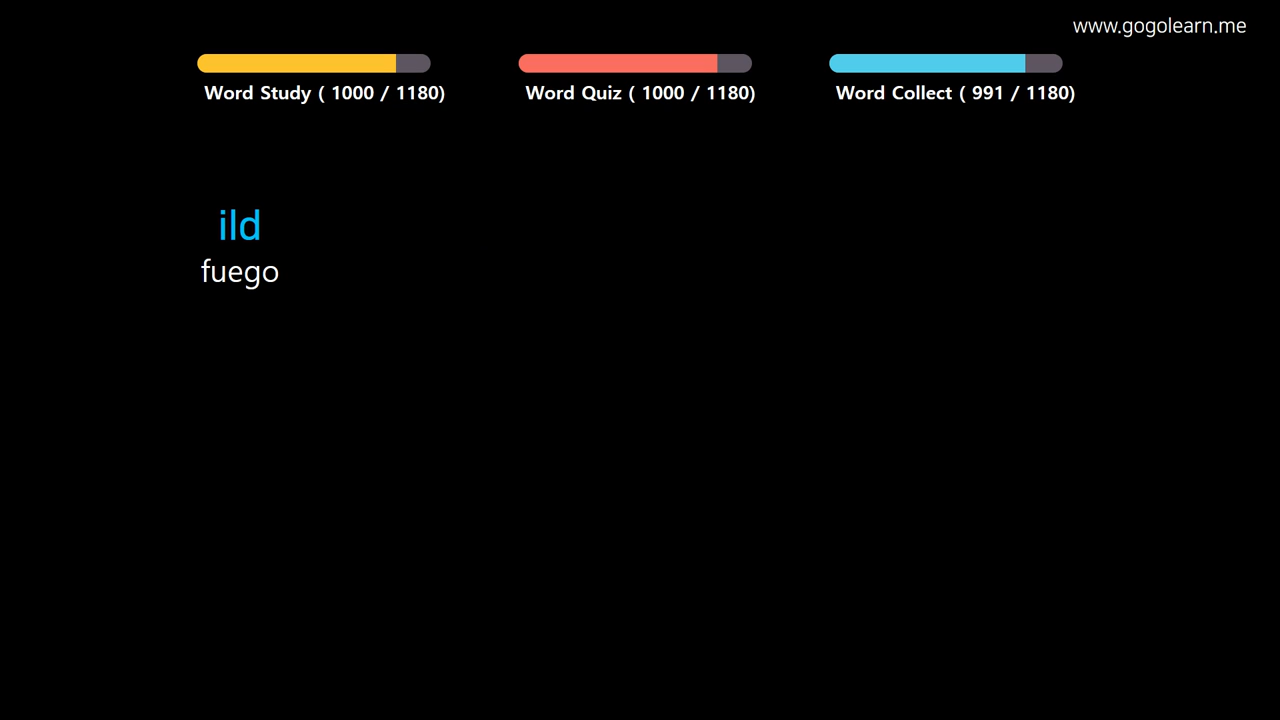 www.gogolearn.me
Word Study ( 1000 / 1180)
Word Quiz ( 1000 / 1180)
Word Collect ( 991 / 1180)
ild
fuego